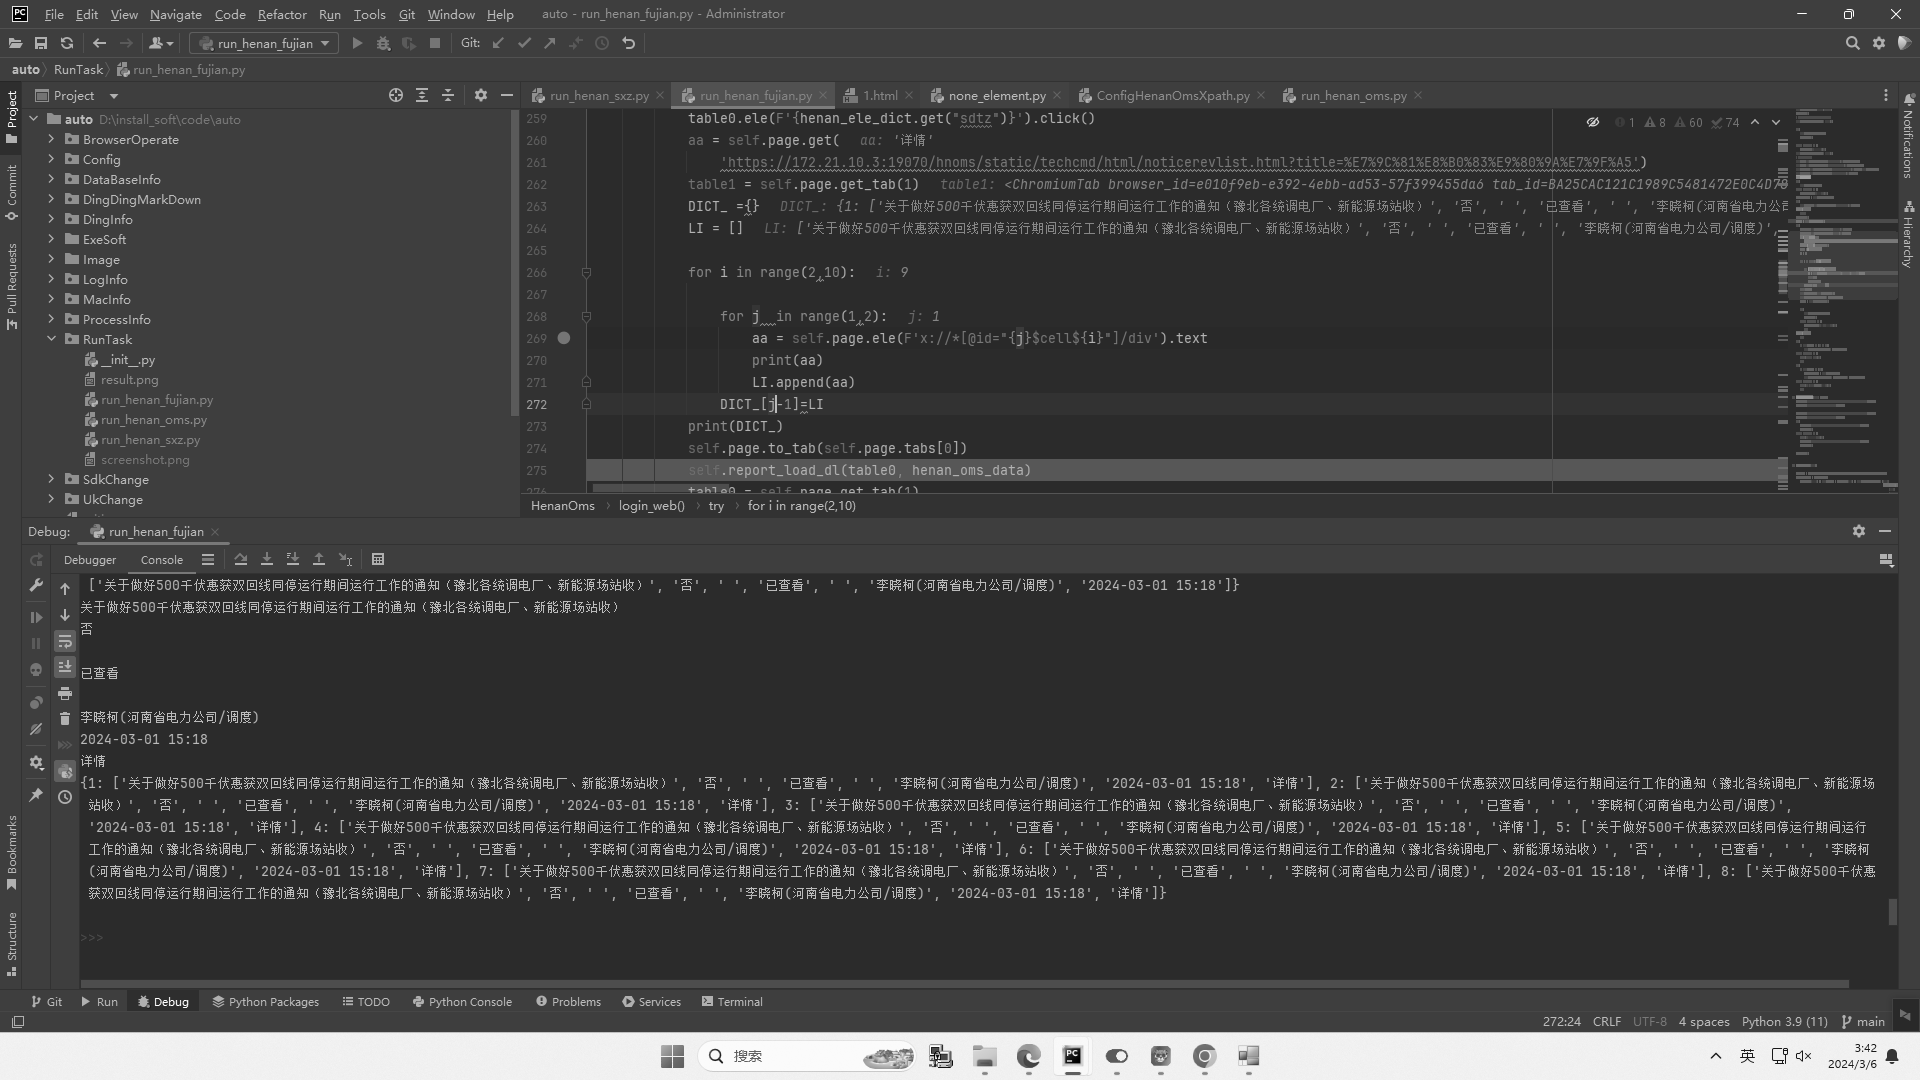 File Edit View Navigate Code Refactor Run Tools Git Window Help auto - run_henan_fujian.py - Administrator
run_henan_fujian Git:
auto RunTask run_henan_fujian.py
Project
run_henan_sxz.py run_henan_fujian.py 1.html none_element.py ConfigHenanOmsXpath.py run_henan_oms.py
auto D:\install_soft\code\auto
BrowserOperate
Config
DataBaseInfo
DingDingMarkDown
DingInfo
ExeSoft
Image
LogInfo
MacInfo
ProcessInfo
RunTask
__init__.py
result.png
run_henan_fujian.py
run_henan_oms.py
run_henan_sxz.py
screenshot.png
SdkChange
UkChange
1 8 60 74
259 table0.ele(F'{henan_ele_dict.get("sdtz")}').click()
260 aa = self.page.get( aa: '详情'
261 'https://172.21.10.3:19070/hnoms/static/techcmd/html/noticerevlist.html?title=%E7%9C%81%E8%B0%83%E9%80%9A%E7%9F%A5')
262 table1 = self.page.get_tab(1) table1: <ChromiumTab browser_id=e010f9eb-e392-4ebb-ad53-57f399455da6 tab_id=BA25CAC121C1989C5481472E0C4D70
263 DICT_ ={} DICT_: {1: ['关于做好500千伏惠获双回线同停运行期间运行工作的通知（豫北各统调电厂、新能源场站收）', '否', ' ', '已查看', ' ', '李晓柯(河南省电力公司
264 LI = [] LI: ['关于做好500千伏惠获双回线同停运行期间运行工作的通知（豫北各统调电厂、新能源场站收）', '否', ' ', '已查看', ' ', '李晓柯(河南省电力公司/调度)',
265
266 for i in range(2,10): i: 9
267
268 for j in range(1,2): j: 1
269 aa = self.page.ele(F'x://*[@id="{j}$cell${i}"]/div').text
270 print(aa)
271 LI.append(aa)
272 DICT_[j-1]=LI
273 print(DICT_)
274 self.page.to_tab(self.page.tabs[0])
275 self.report_load_dl(table0, henan_oms_data)
276 table0 = self.page.get_tab(1)
HenanOms login_web() try for i in range(2,10)
Debug: run_henan_fujian
Debugger Console
['关于做好500千伏惠获双回线同停运行期间运行工作的通知（豫北各统调电厂、新能源场站收）', '否', ' ', '已查看', ' ', '李晓柯(河南省电力公司/调度)', '2024-03-01 15:18']}
关于做好500千伏惠获双回线同停运行期间运行工作的通知（豫北各统调电厂、新能源场站收）
否
已查看
李晓柯(河南省电力公司/调度)
2024-03-01 15:18
详情
{1: ['关于做好500千伏惠获双回线同停运行期间运行工作的通知（豫北各统调电厂、新能源场站收）', '否', ' ', '已查看', ' ', '李晓柯(河南省电力公司/调度)', '2024-03-01 15:18', '详情'], 2: ['关于做好500千伏惠获双回线同停运行期间运行工作的通知（豫北各统调电厂、新能源场
站收）', '否', ' ', '已查看', ' ', '李晓柯(河南省电力公司/调度)', '2024-03-01 15:18', '详情'], 3: ['关于做好500千伏惠获双回线同停运行期间运行工作的通知（豫北各统调电厂、新能源场站收）', '否', ' ', '已查看', ' ', '李晓柯(河南省电力公司/调度)',
'2024-03-01 15:18', '详情'], 4: ['关于做好500千伏惠获双回线同停运行期间运行工作的通知（豫北各统调电厂、新能源场站收）', '否', ' ', '已查看', ' ', '李晓柯(河南省电力公司/调度)', '2024-03-01 15:18', '详情'], 5: ['关于做好500千伏惠获双回线同停运行期间运行
工作的通知（豫北各统调电厂、新能源场站收）', '否', ' ', '已查看', ' ', '李晓柯(河南省电力公司/调度)', '2024-03-01 15:18', '详情'], 6: ['关于做好500千伏惠获双回线同停运行期间运行工作的通知（豫北各统调电厂、新能源场站收）', '否', ' ', '已查看', ' ', '李晓柯
(河南省电力公司/调度)', '2024-03-01 15:18', '详情'], 7: ['关于做好500千伏惠获双回线同停运行期间运行工作的通知（豫北各统调电厂、新能源场站收）', '否', ' ', '已查看', ' ', '李晓柯(河南省电力公司/调度)', '2024-03-01 15:18', '详情'], 8: ['关于做好500千伏惠
获双回线同停运行期间运行工作的通知（豫北各统调电厂、新能源场站收）', '否', ' ', '已查看', ' ', '李晓柯(河南省电力公司/调度)', '2024-03-01 15:18', '详情']}
>>>
Project
Commit
Pull Requests
Bookmarks
Structure
Notifications
Hierarchy
Git Run Debug Python Packages TODO Python Console Problems Services Terminal
272:24 CRLF UTF-8 4 spaces Python 3.9 (11) main
搜索 英 3:42
2024/3/6